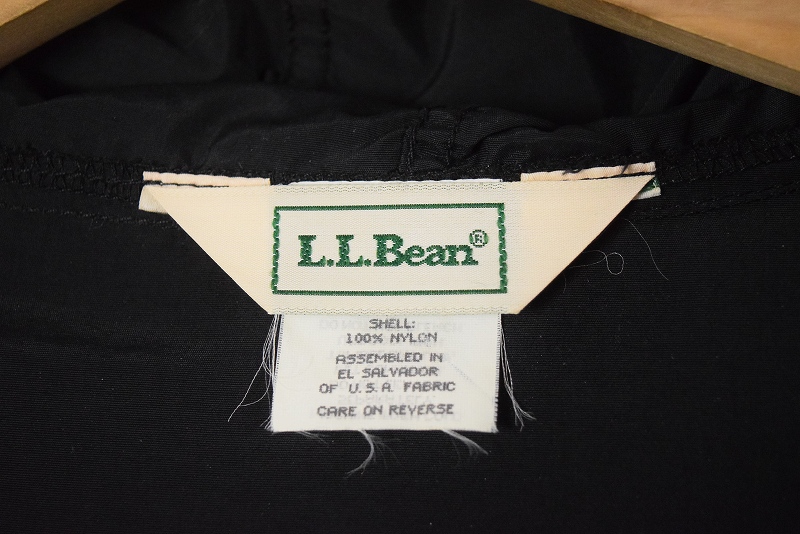 L.L.Bean®
SHELL:
100% NYLON
ASSEMBLED IN
EL SALVADOR
OF U.S.A. FABRIC
CARE ON REVERSE